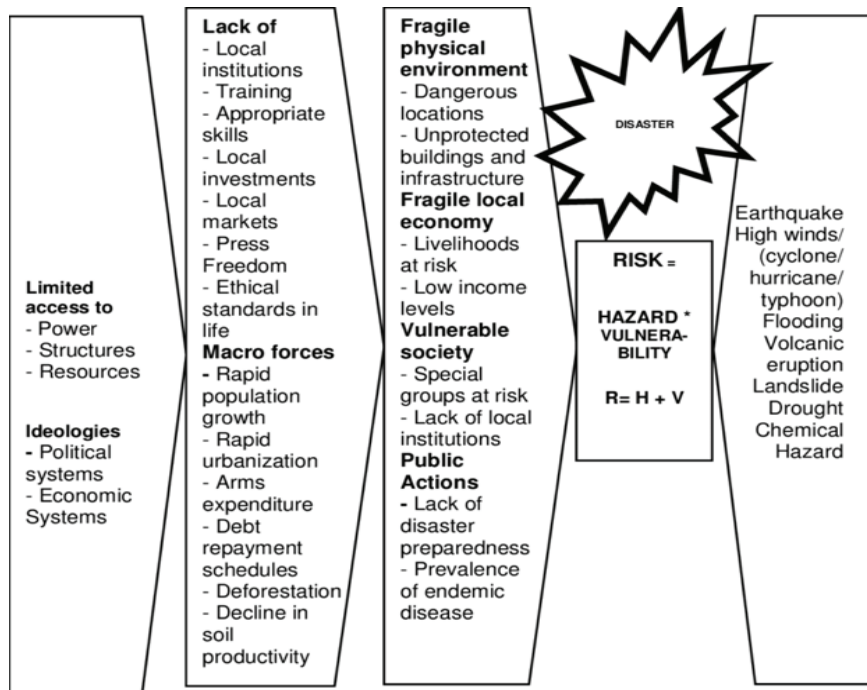 Limited
access to
- Power
- Structures
- Resources
Ideologies
- Political
systems
- Economic
Systems
Lack of
- Local
institutions
- Training
- Appropriate
skills
- Local
investments
- Local
markets
- Press
Freedom
- Ethical
standards in
life
Macro forces
- Rapid
population
growth
- Rapid
urbanization
- Arms
expenditure
- Debt
repayment
schedules
- Deforestation
- Decline in
soil
productivity
Fragile
physical
environment
- Dangerous
locations
- Unprotected
buildings and
infrastructure
Fragile local
economy
- Livelihoods
at risk
- Low income
levels
Vulnerable
society
- Special
groups at risk
- Lack of local
institutions
Public
Actions
- Lack of
disaster
preparedness
- Prevalence
of endemic
disease
DISASTER
RISK =
HAZARD *
VULNERA-
BILITY
R= H + V
Earthquake
High winds/
(cyclone/
hurricane/
typhoon)
Flooding
Volcanic
eruption
Landslide
Drought
Chemical
Hazard